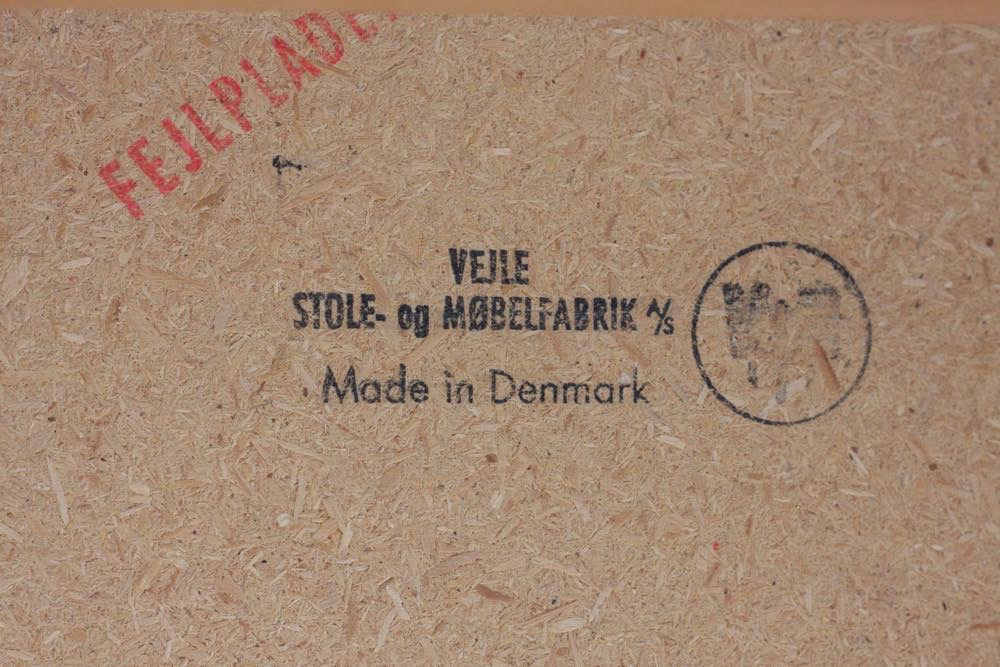 FEJLPLADE
VEJLE
STOLE- og MØBELFABRIK A/S
Made in Denmark